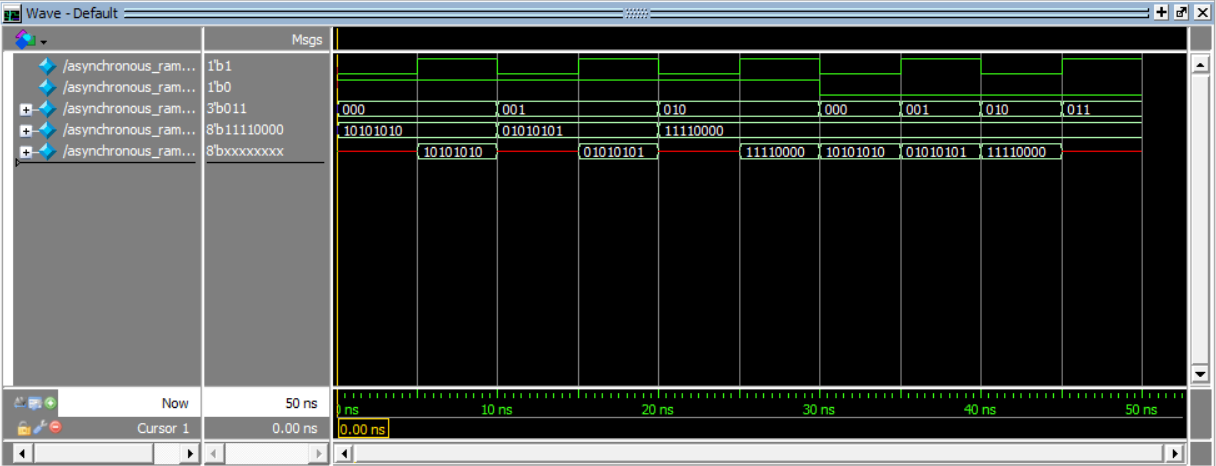 Wave - Default
Msgs
/asynchronous_ram... 1'b1
/asynchronous_ram... 1'b0
/asynchronous_ram... 3'b011 000 001 010 000 001 010 011
/asynchronous_ram... 8'b11110000 10101010 01010101 11110000
/asynchronous_ram... 8'bxxxxxxxx 10101010 01010101 11110000 10101010 01010101 11110000
Now 50 ns ns 10 ns 20 ns 30 ns 40 ns 50 ns
Cursor 1 0.00 ns 0.00 ns